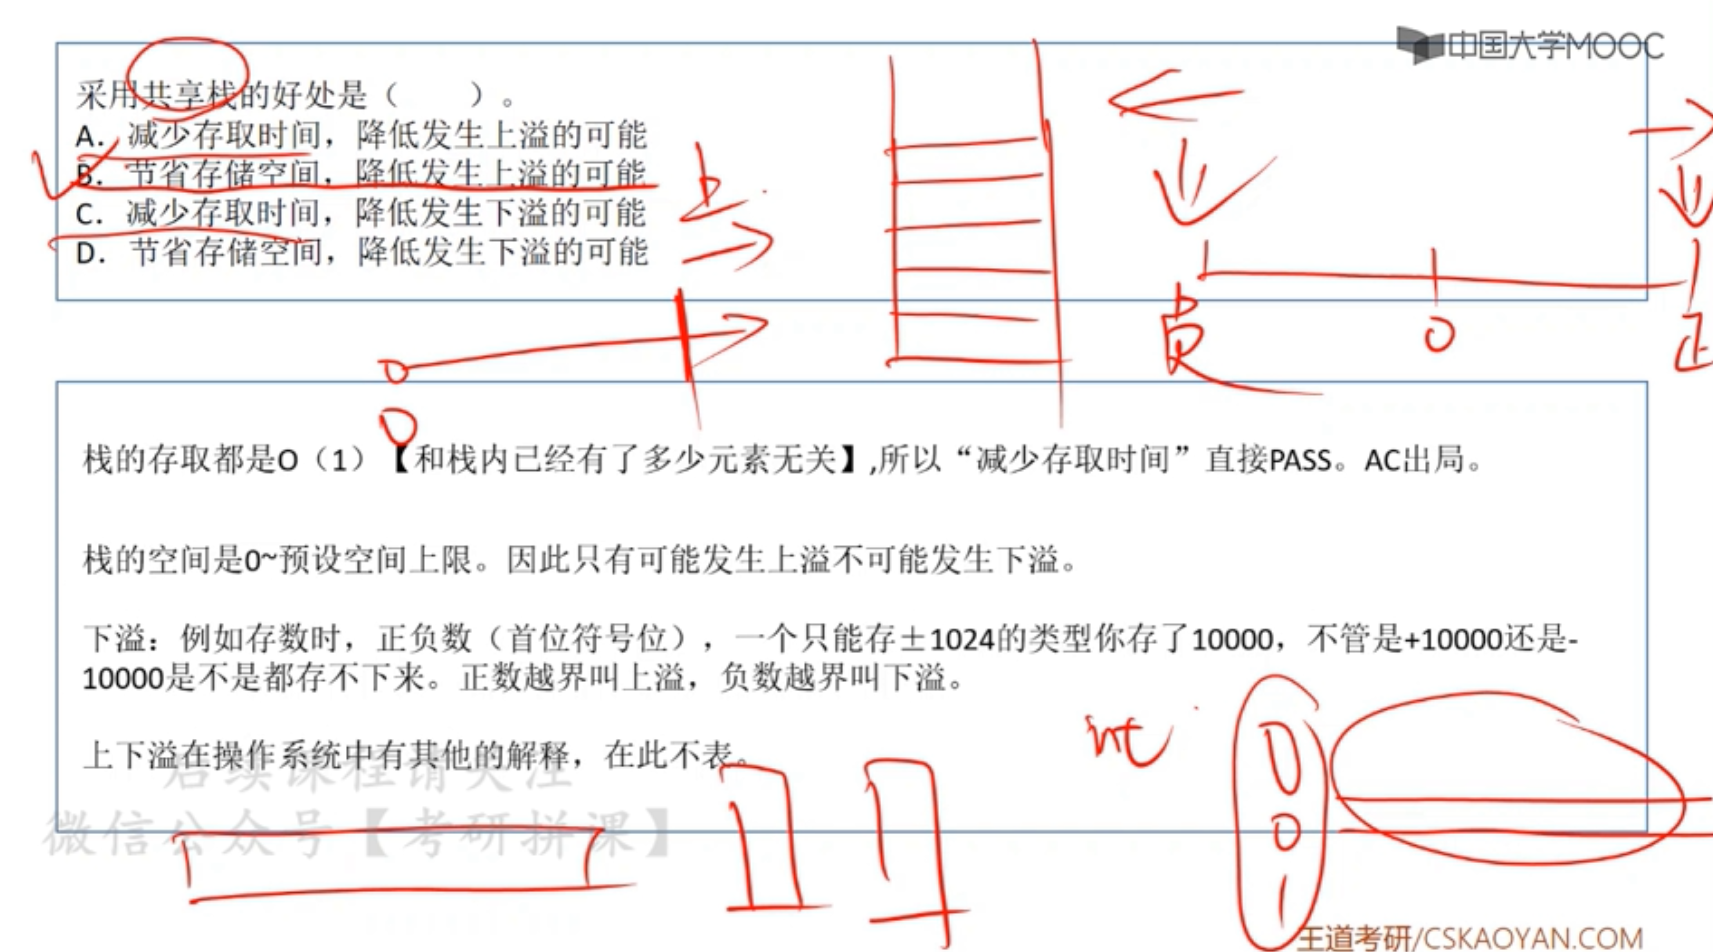 中国大学MOOC
采用共享栈的好处是（ ）。
A. 减少存取时间，降低发生上溢的可能
B. 节省存储空间，降低发生上溢的可能
C. 减少存取时间，降低发生下溢的可能
D. 节省存储空间，降低发生下溢的可能
上
负 0 正
0
栈的存取都是O（1）【和栈内已经有了多少元素无关】,所以“减少存取时间”直接PASS。AC出局。
栈的空间是0~预设空间上限。因此只有可能发生上溢不可能发生下溢。
下溢：例如存数时，正负数（首位符号位），一个只能存±1024的类型你存了10000，不管是+10000还是-
10000是不是都存不下来。正数越界叫上溢，负数越界叫下溢。
int
0
0
1
上下溢在操作系统中有其他的解释，在此不表。
后续课程请关注
微信公众号【考研拼课】
王道考研/CSKAOYAN.COM